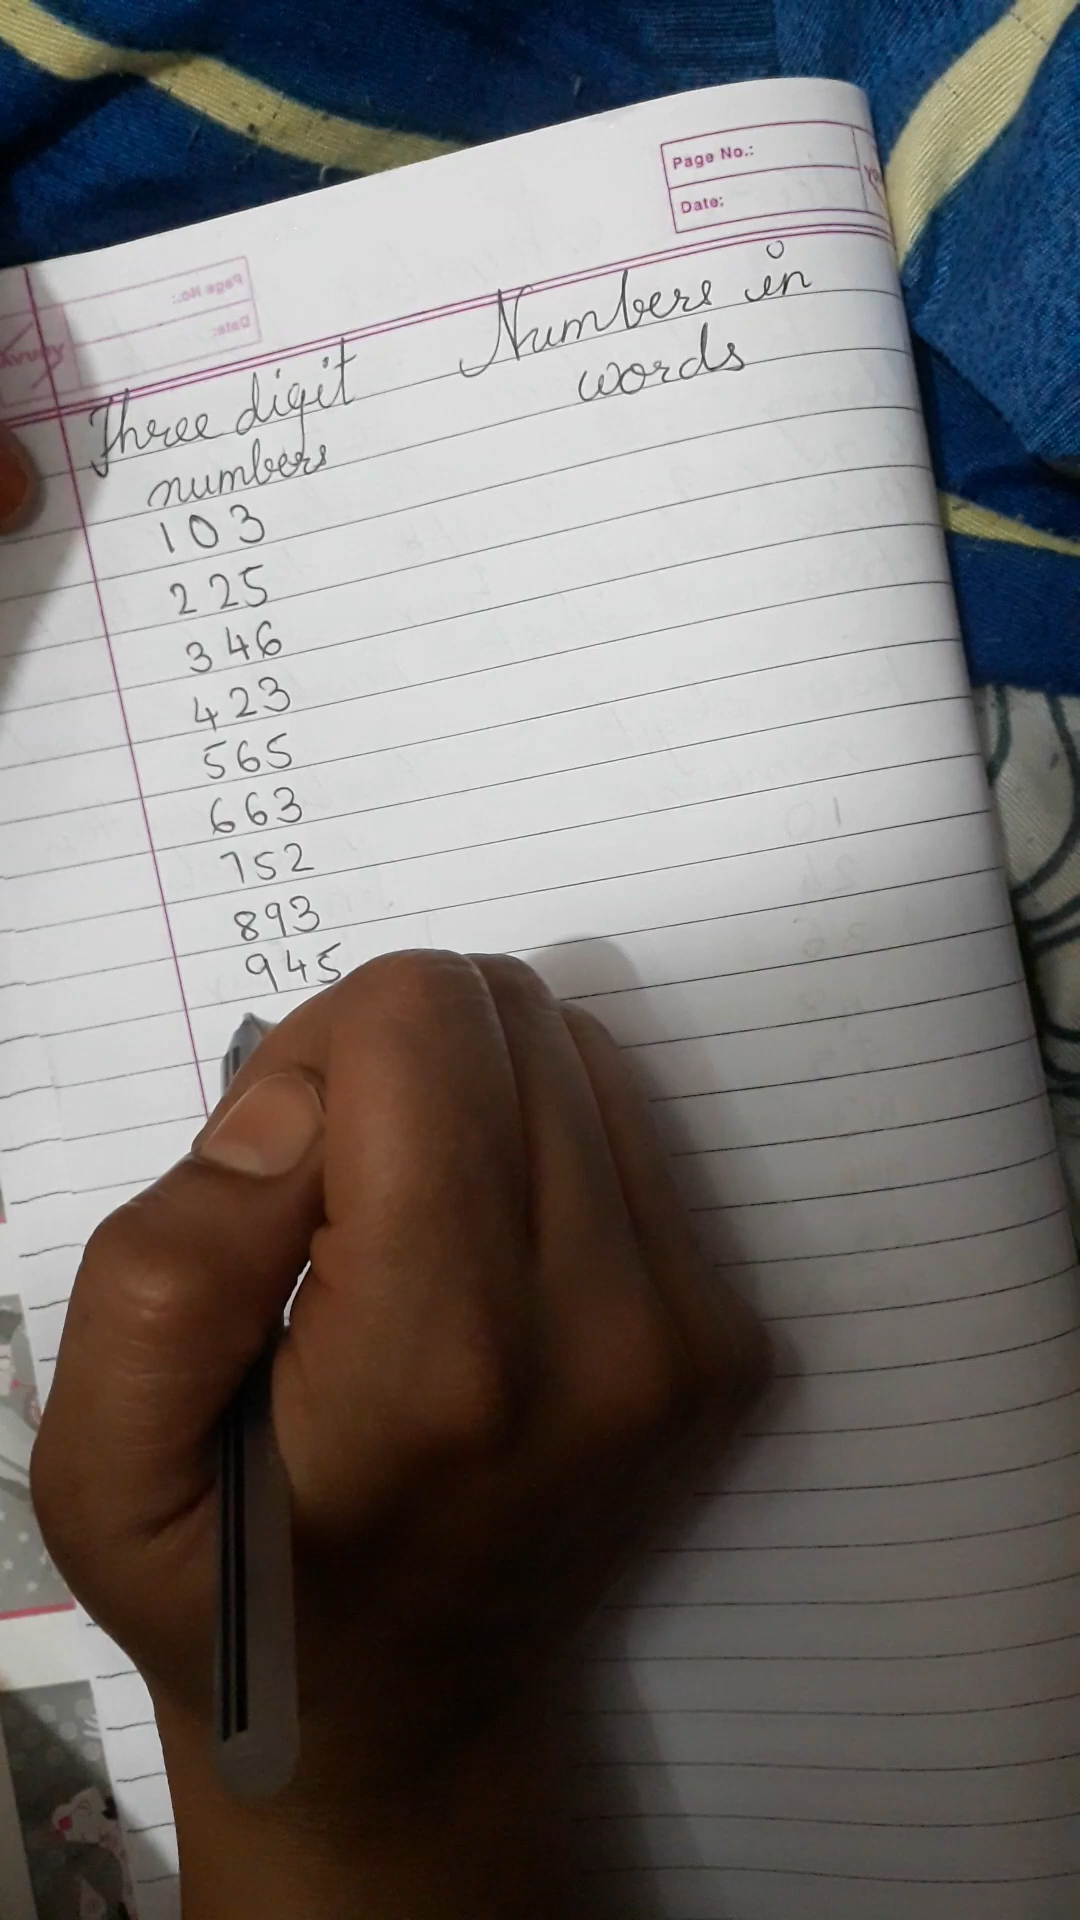 Page No.:
Date:
Three digit numbers
Numbers in words
103
225
346
423
565
663
752
893
945